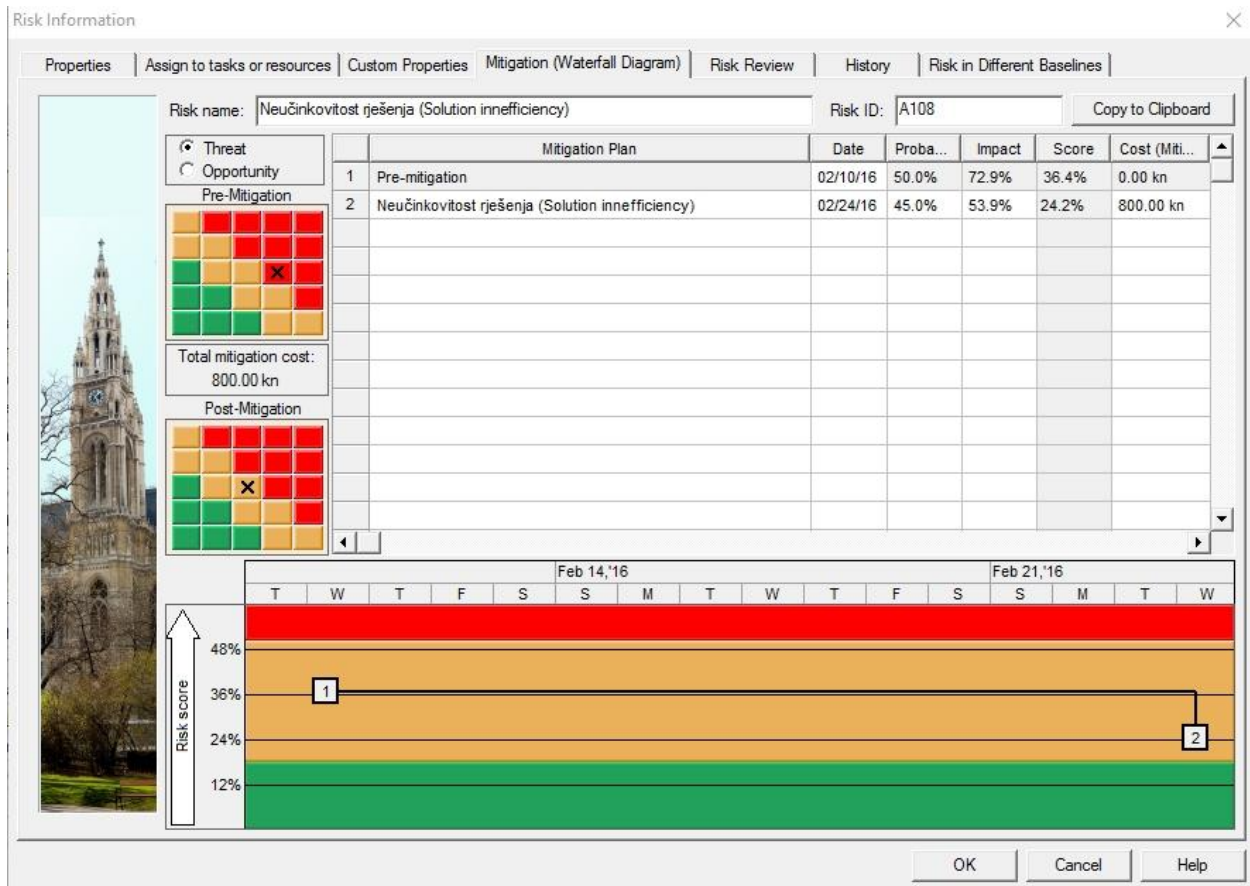 Risk Information
Properties Assign to tasks or resources Custom Properties Mitigation (Waterfall Diagram) Risk Review History Risk in Different Baselines
Risk name: Neučinkovitost rješenja (Solution innefficiency) Risk ID: A108 Copy to Clipboard
Threat
Opportunity
Pre-Mitigation
Mitigation Plan Date Proba... Impact Score Cost (Miti...
1 Pre-mitigation 02/10/16 50.0% 72.9% 36.4% 0.00 kn
2 Neučinkovitost rješenja (Solution innefficiency) 02/24/16 45.0% 53.9% 24.2% 800.00 kn
Total mitigation cost:
800.00 kn
Post-Mitigation
Feb 14,'16 Feb 21,'16
T W T F S S M T W T F S S M T W
Risk score
48%
36%
24%
12%
1
2
OK Cancel Help